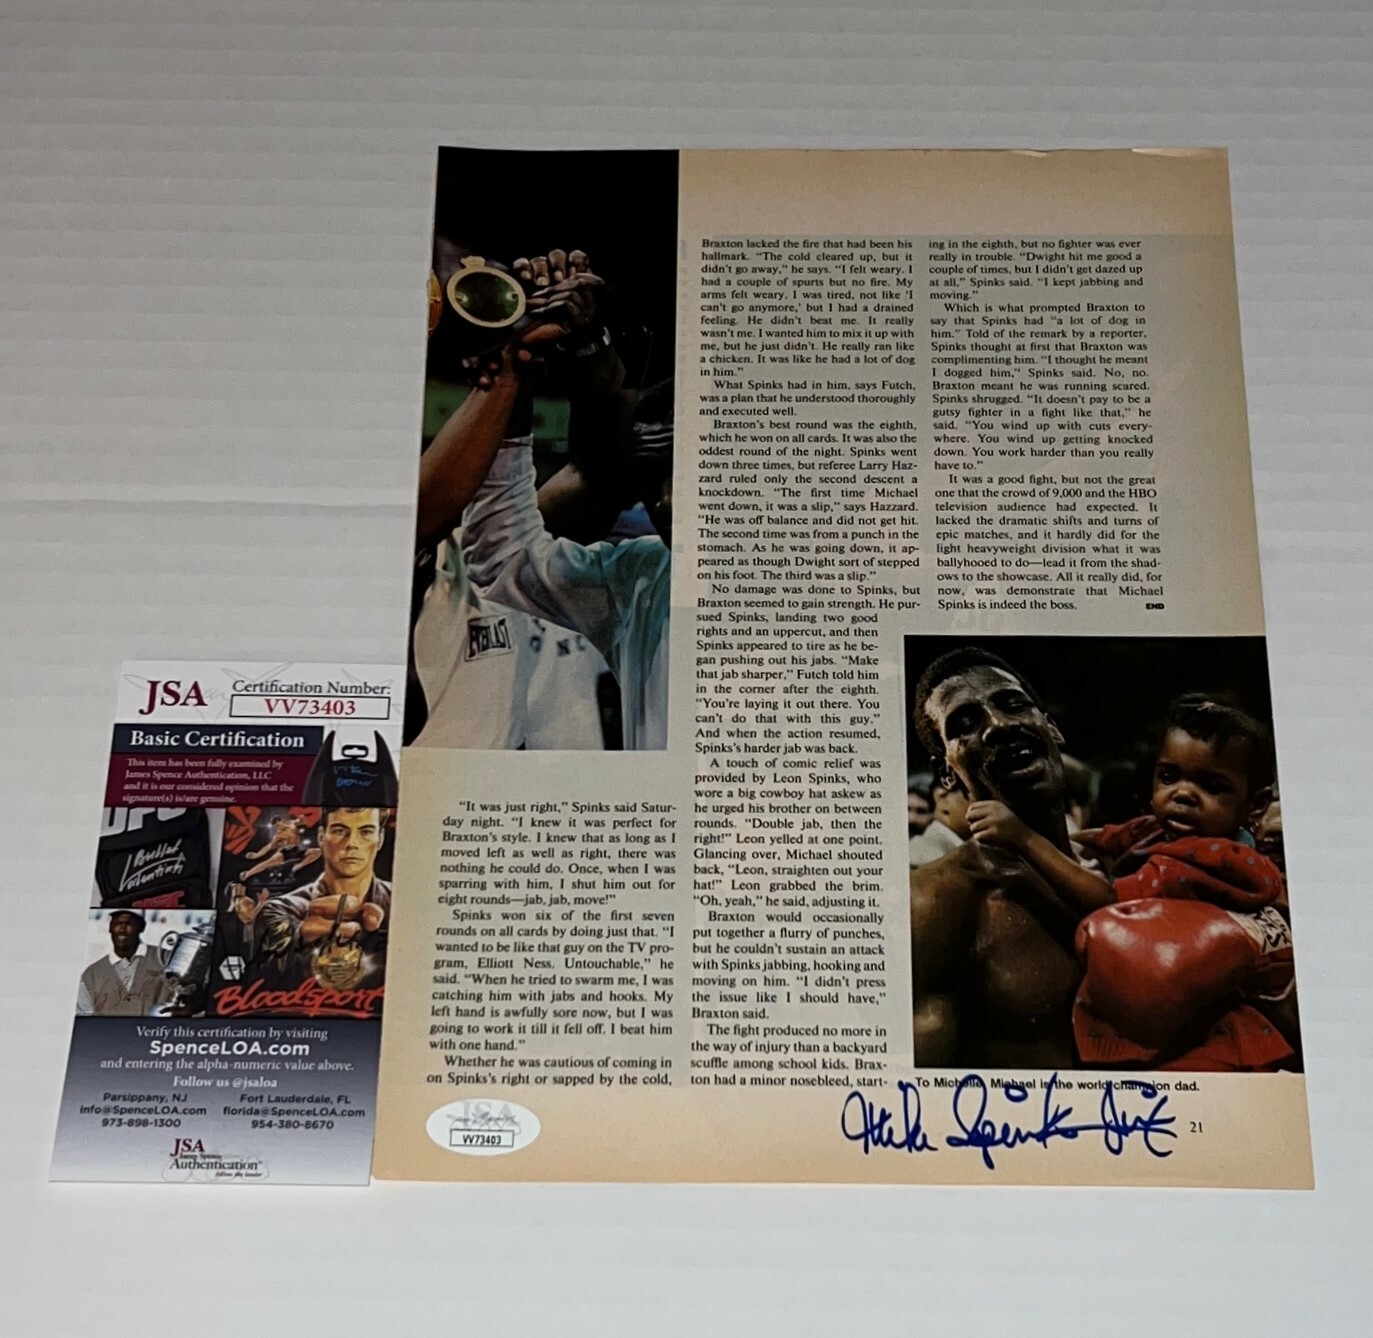 Braxton lacked the fire that had been his
hallmark. "The cold cleared up, but it
didn't go away," he says. "I felt weary. I
had a couple of spurts but no fire. My
arms felt weary. I was tired, not like 'I
can't go anymore,' but I had a drained
feeling. He didn't beat me. It really
wasn't me. I wanted him to mix it up with
me, but he just didn't. He really ran like
a chicken. It was like he had a lot of dog
in him."
What Spinks had in him, says Futch,
was a plan that he understood thoroughly
and executed well.
Braxton's best round was the eighth,
which he won on all cards. It was also the
oddest round of the night. Spinks went
down three times, but referee Larry Haz-
zard ruled only the second descent a
knockdown. "The first time Michael
went down, it was a slip," says Hazzard.
"He was off balance and did not get hit.
The second time was from a punch in the
stomach. As he was going down, it ap-
peared as though Dwight sort of stepped
on his foot. The third was a slip."
No damage was done to Spinks, but
Braxton seemed to gain strength. He pur-
sued Spinks, landing two good
rights and an uppercut, and then
Spinks appeared to tire as he be-
gan pushing out his jabs. "Make
that jab sharper," Futch told him
in the corner after the eighth.
"You're laying it out there. You
can't do that with this guy."
And when the action resumed,
Spinks's harder jab was back.
A touch of comic relief was
provided by Leon Spinks, who
wore a big cowboy hat askew as
he urged his brother on between
rounds. "Double jab, then the
right!" Leon yelled at one point.
Glancing over, Michael shouted
back, "Leon, straighten out your
hat!" Leon grabbed the brim.
"Oh, yeah," he said, adjusting it.
Braxton would occasionally
put together a flurry of punches,
but he couldn't sustain an attack
with Spinks jabbing, hooking and
moving on him. "I didn't press
the issue like I should have,"
Braxton said.
The fight produced no more in
the way of injury than a backyard
scuffle among school kids. Brax-
ton had a minor nosebleed, start-
ing in the eighth, but no fighter was ever
really in trouble. "Dwight hit me good a
couple of times, but I didn't get dazed up
at all," Spinks said. "I kept jabbing and
moving."
Which is what prompted Braxton to
say that Spinks had "a lot of dog in
him." Told of the remark by a reporter,
Spinks thought at first that Braxton was
complimenting him. "I thought he meant
I dogged him," Spinks said. No, no.
Braxton meant he was running scared.
Spinks shrugged. "It doesn't pay to be a
gutsy fighter in a fight like that," he
said. "You wind up with cuts every-
where. You wind up getting knocked
down. You work harder than you really
have to."
It was a good fight, but not the great
one that the crowd of 9,000 and the HBO
television audience had expected. It
lacked the dramatic shifts and turns of
epic matches, and it hardly did for the
light heavyweight division what it was
ballyhooed to do—lead it from the shad-
ows to the showcase. All it really did, for
now, was demonstrate that Michael
Spinks is indeed the boss. END
EVERLAST
"It was just right," Spinks said Satur-
day night. "I knew it was perfect for
Braxton's style. I knew that as long as I
moved left as well as right, there was
nothing he could do. Once, when I was
sparring with him, I shut him out for
eight rounds—jab, jab, move!"
Spinks won six of the first seven
rounds on all cards by doing just that. "I
wanted to be like that guy on the TV pro-
gram, Elliott Ness. Untouchable," he
said. "When he tried to swarm me, I was
catching him with jabs and hooks. My
left hand is awfully sore now, but I was
going to work it till it fell off. I beat him
with one hand."
Whether he was cautious of coming in
on Spinks's right or sapped by the cold,
To Michelle, Michael is the world champion dad.
Mike Spinks Jinx
21
JSA
VV73403
JSA
Certification Number:
VV73403
Basic Certification
This item has been fully examined by
James Spence Authentication, LLC
and it is our considered opinion that the
signature(s) is/are genuine.
UFC
Bloodsport
Verify this certification by visiting
SpenceLOA.com
and entering the alpha-numeric value above.
Follow us @jsaloa
Parsippany, NJ
info@SpenceLOA.com
973-898-1300
Fort Lauderdale, FL
florida@SpenceLOA.com
954-380-8670
JSA
James Spence
Authentication